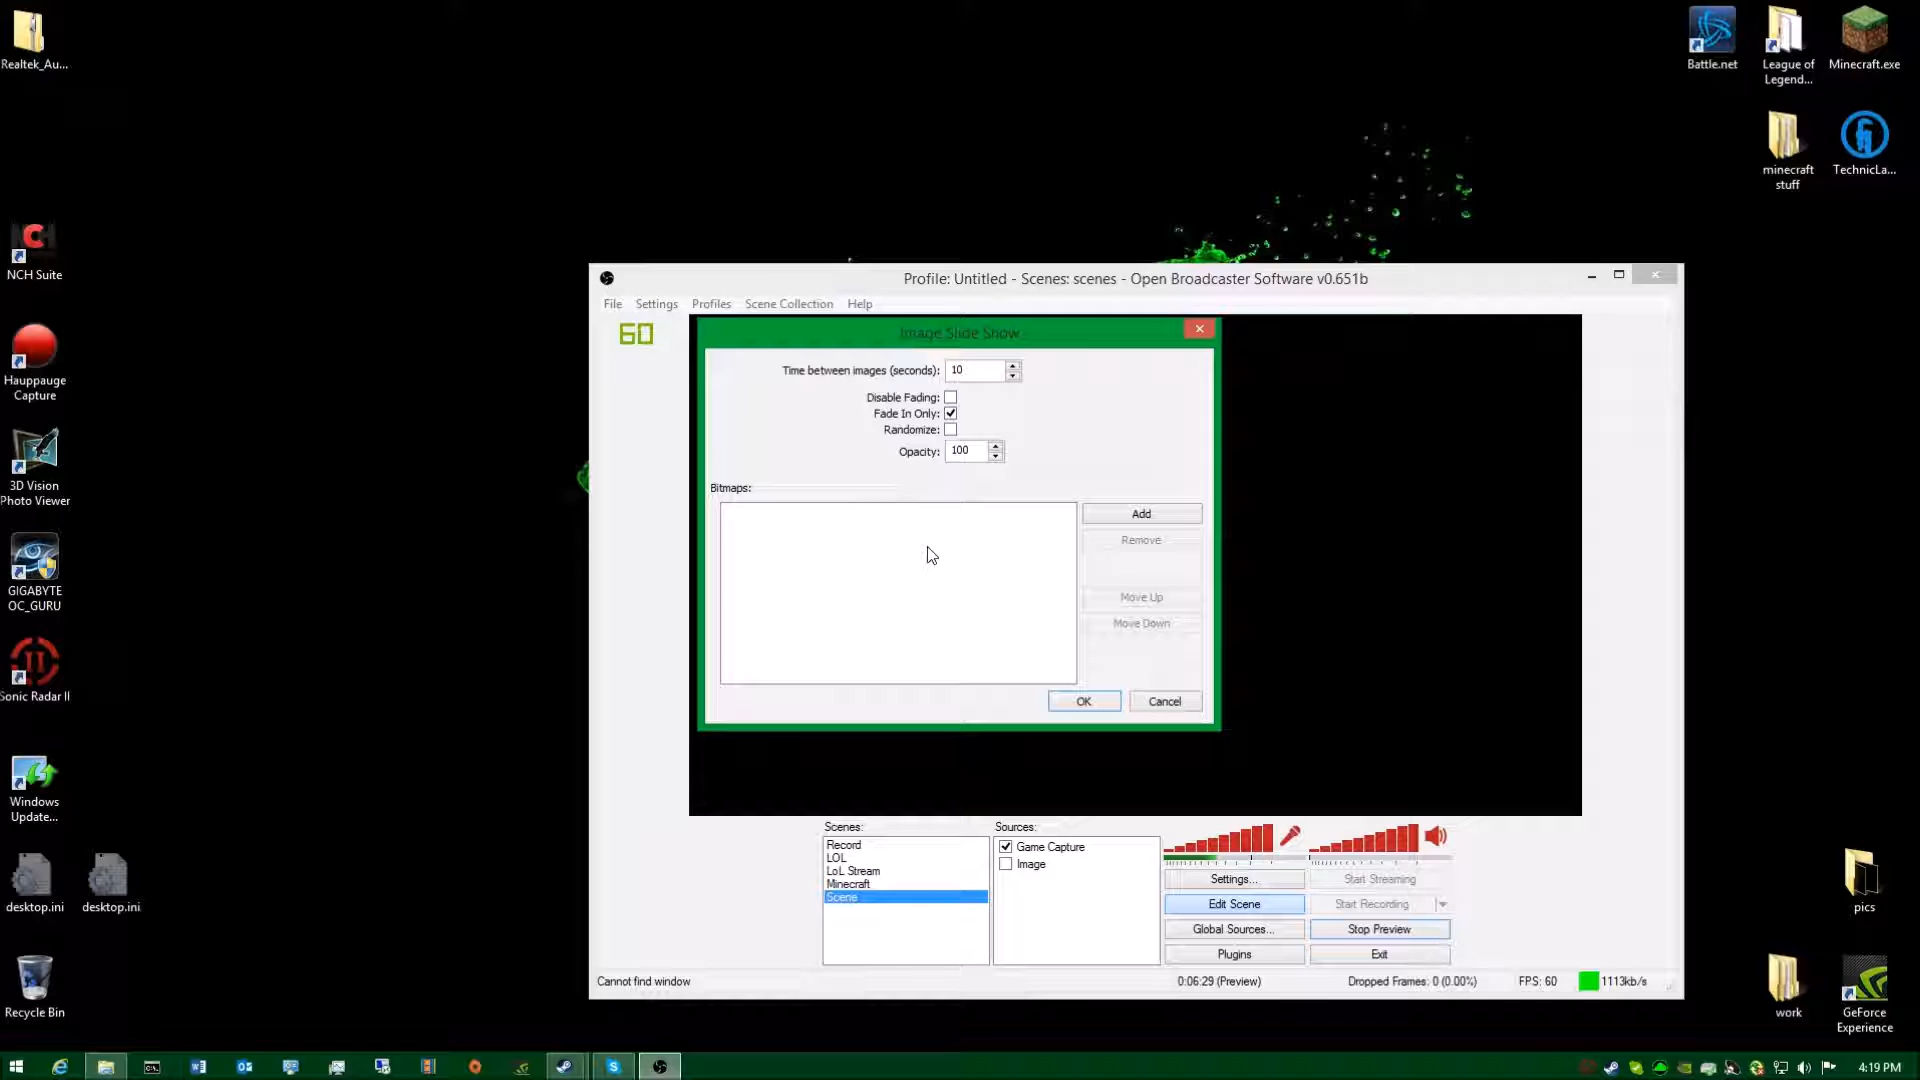 Realtek_Au...
Battle.net
League of
Legend...
Minecraft.exe
minecraft
stuff
TechnicLa...
NCH Suite
Hauppauge
Capture
3D Vision
Photo Viewer
GIGABYTE
OC_GURU
Sonic Radar II
Windows
Update...
desktop.ini
desktop.ini
Recycle Bin
Profile: Untitled - Scenes: scenes - Open Broadcaster Software v0.651b
File Settings Profiles Scene Collection Help
60
Image Slide Show
Time between images (seconds): 10
Disable Fading:
Fade In Only:
Randomize:
Opacity: 100
Bitmaps:
Add
Remove
Move Up
Move Down
OK Cancel
Scenes:
Record
LOL
LoL Stream
Minecraft
Scene
Sources:
Game Capture
Image
Settings... Start Streaming
Edit Scene Start Recording
Global Sources... Stop Preview
Plugins Exit
Cannot find window 0:06:29 (Preview) Dropped Frames: 0 (0.00%) FPS: 60 1113kb/s
pics
work
GeForce
Experience
4:19 PM